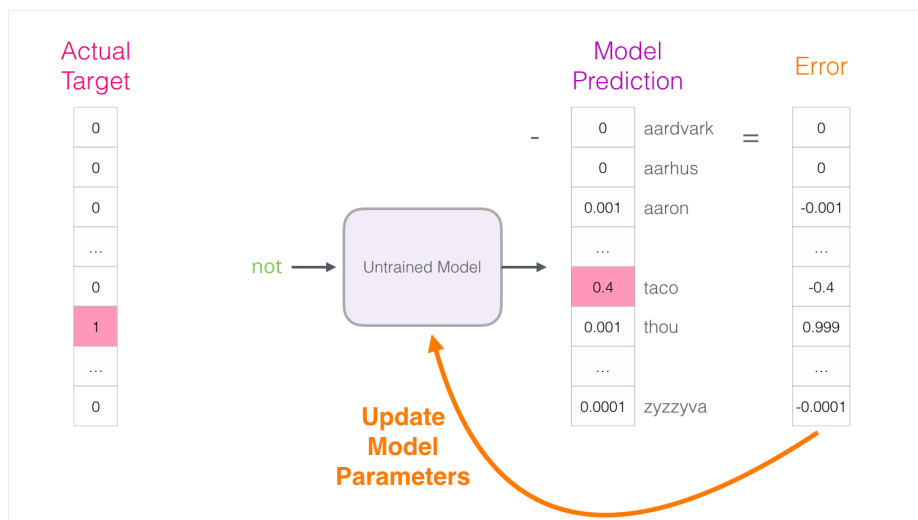 Actual
Target
Model
Prediction
Error
0 - 0 aardvark = 0
0 0 aarhus 0
0 0.001 aaron -0.001
... ... ...
not Untrained Model
0 0.4 taco -0.4
1 0.001 thou 0.999
... ... ...
0 0.0001 zyzzyva -0.0001
Update
Model
Parameters